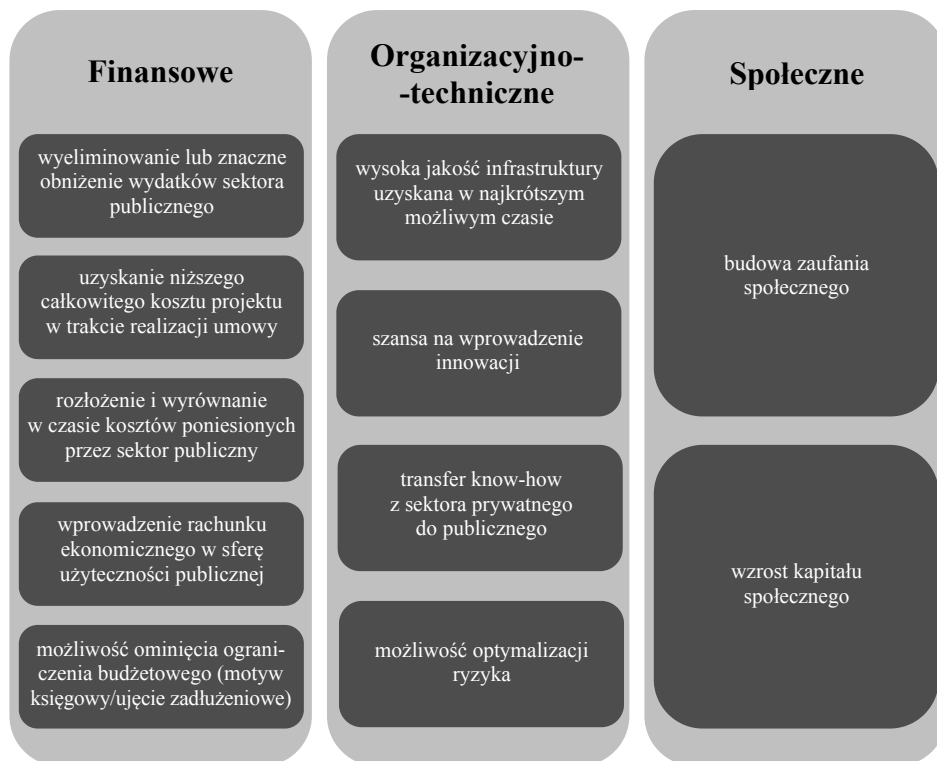 Finansowe
wyeliminowanie lub znaczne
obniżenie wydatków sektora
publicznego
uzyskanie niższego
całkowitego kosztu projektu
w trakcie realizacji umowy
rozłożenie i wyrównanie
w czasie kosztów poniesionych
przez sektor publiczny
wprowadzenie rachunku
ekonomicznego w sferę
użyteczności publicznej
możliwość ominięcia ograni-
czenia budżetowego (motyw
księgowy/ujęcie zadłużeniowe)
Organizacyjno-
-techniczne
wysoka jakość infrastruktury
uzyskana w najkrótszym
możliwym czasie
szansa na wprowadzenie
innowacji
transfer know-how
z sektora prywatnego
do publicznego
możliwość optymalizacji
ryzyka
Społeczne
budowa zaufania
społecznego
wzrost kapitału
społecznego